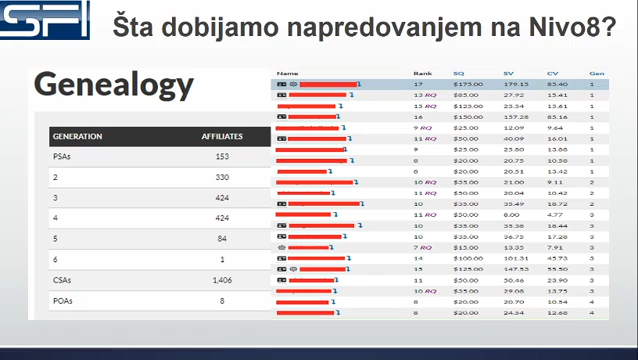 SFI
Šta dobijamo napredovanjem na Nivo8?
Genealogy
GENERATION AFFILIATES
PSAs 153
2 330
3 424
4 424
5 84
6 1
CSAs 1,406
POAs 8
Name Rank SQ SV CV Gen
17 $175.00 179.15 85.40 1
13 RQ $85.00 27.92 15.41 1
15 RQ $125.00 25.54 13.61 1
16 $150.00 157.28 85.16 1
9 RQ $25.00 12.09 9.64 1
11 RQ $50.00 40.09 16.01 1
9 $25.00 25.80 13.88 1
8 $20.00 20.75 10.58 1
8 $20.00 20.51 13.42 1
10 RQ $35.00 21.00 9.11 2
11 RQ $50.00 20.04 10.42 2
10 $35.00 35.49 18.72 2
11 RQ $50.00 8.00 4.77 3
10 $35.00 35.38 18.44 3
10 $35.00 36.75 17.28 3
7 RQ $15.00 13.35 7.91 3
14 $100.00 101.31 45.73 3
15 $125.00 147.53 55.50 3
11 $50.00 50.46 23.90 3
10 RQ $35.00 29.08 13.75 3
8 $20.00 20.70 10.54 4
8 $20.00 24.54 12.68 4